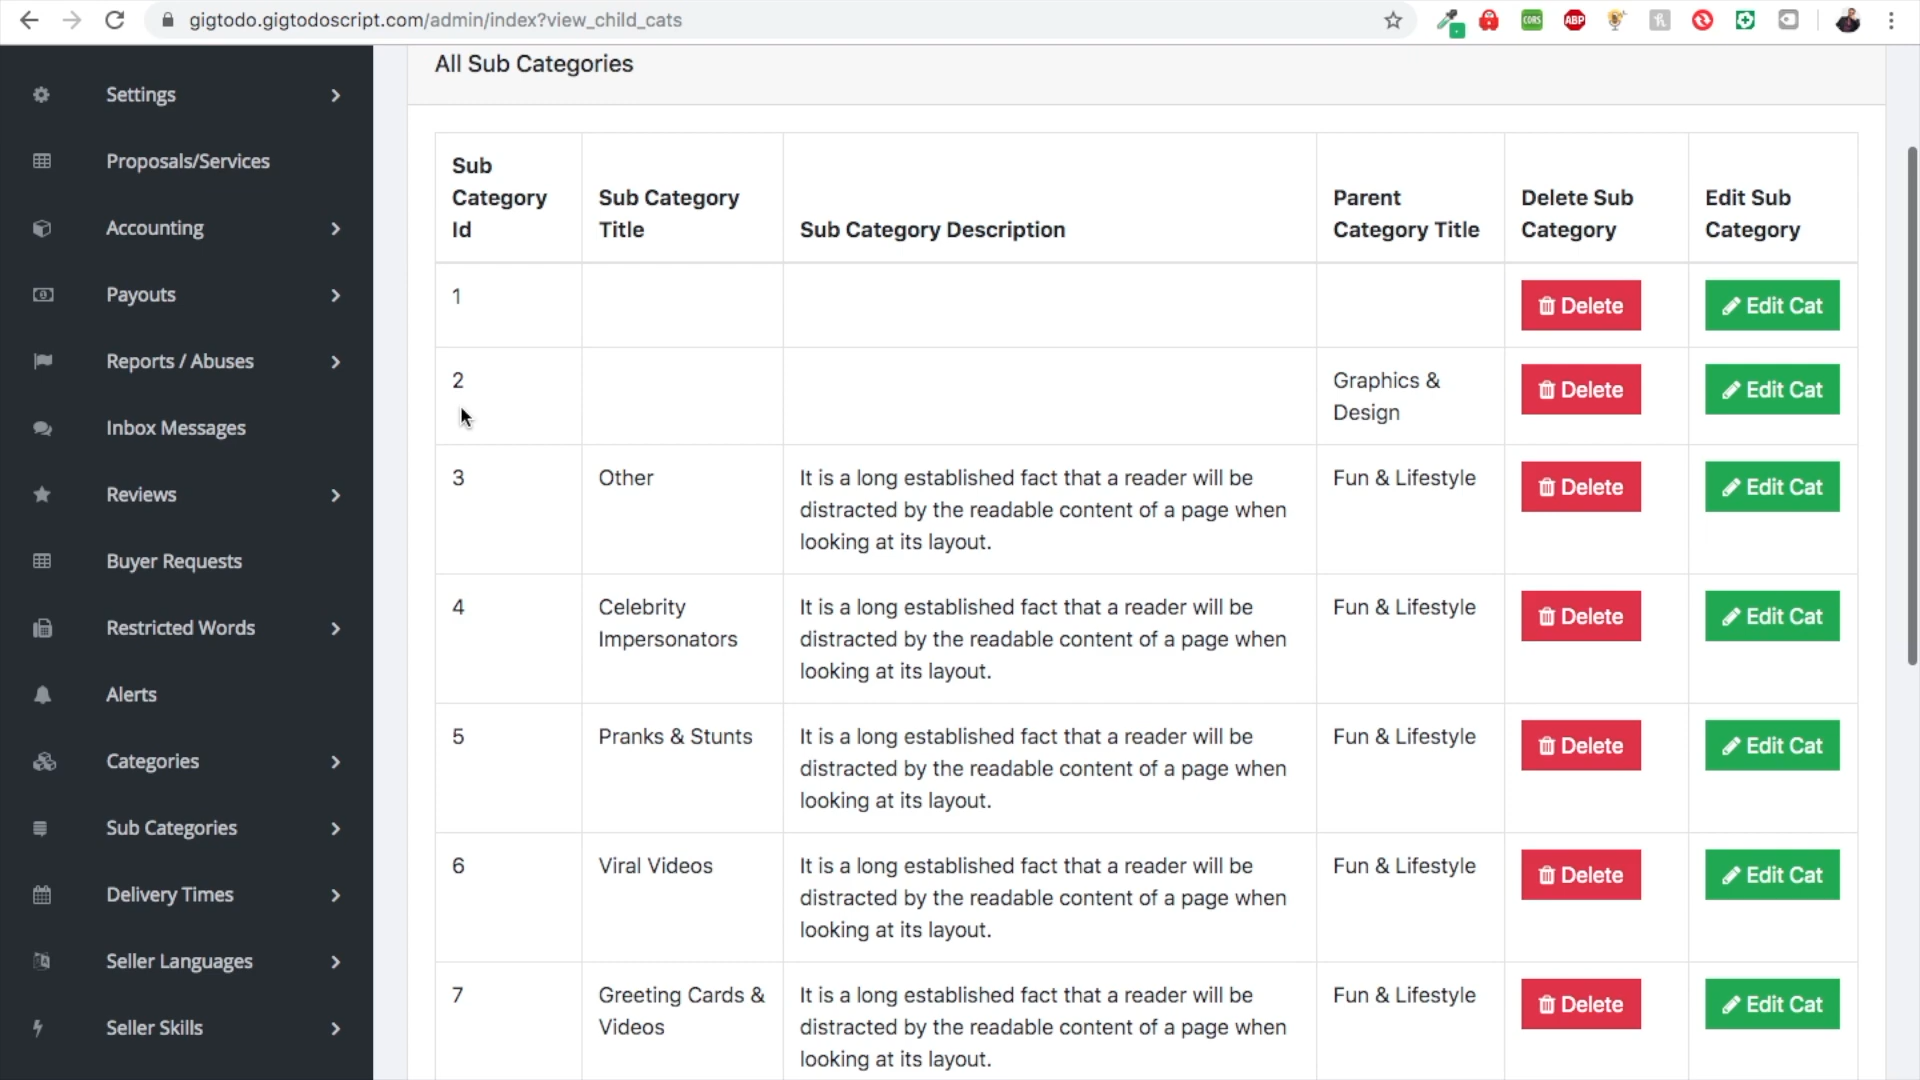 gigtodo.gigtodoscript.com/admin/index?view_child_cats
CORS
ABP
Settings
Proposals/Services
Accounting
Payouts
Reports / Abuses
Inbox Messages
Reviews
Buyer Requests
Restricted Words
Alerts
Categories
Sub Categories
Delivery Times
Seller Languages
Seller Skills
All Sub Categories
Sub
Category
Id
Sub Category
Title
Sub Category Description
Parent
Category Title
Delete Sub
Category
Edit Sub
Category
1
Delete
Edit Cat
2
Graphics &
Design
Delete
Edit Cat
3
Other
It is a long established fact that a reader will be
distracted by the readable content of a page when
looking at its layout.
Fun & Lifestyle
Delete
Edit Cat
4
Celebrity
Impersonators
It is a long established fact that a reader will be
distracted by the readable content of a page when
looking at its layout.
Fun & Lifestyle
Delete
Edit Cat
5
Pranks & Stunts
It is a long established fact that a reader will be
distracted by the readable content of a page when
looking at its layout.
Fun & Lifestyle
Delete
Edit Cat
6
Viral Videos
It is a long established fact that a reader will be
distracted by the readable content of a page when
looking at its layout.
Fun & Lifestyle
Delete
Edit Cat
7
Greeting Cards &
Videos
It is a long established fact that a reader will be
distracted by the readable content of a page when
looking at its layout.
Fun & Lifestyle
Delete
Edit Cat